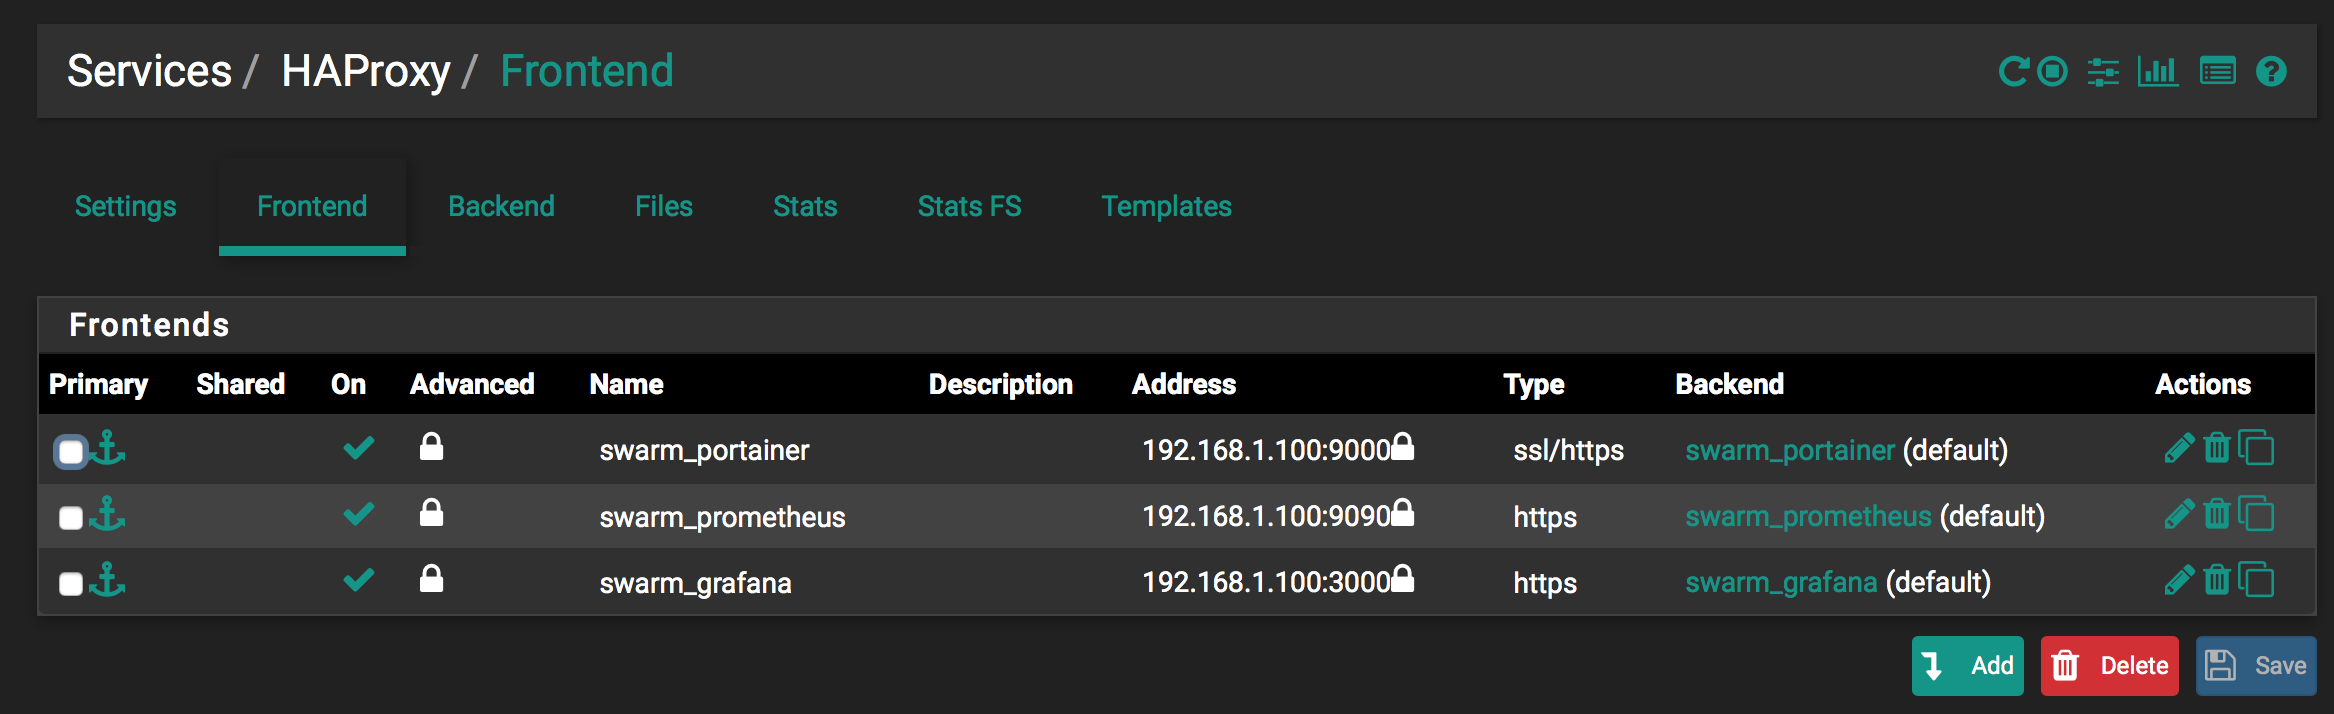 Services / HAProxy / Frontend
Settings Frontend Backend Files Stats Stats FS Templates
Frontends
Primary Shared On Advanced Name Description Address Type Backend Actions
swarm_portainer 192.168.1.100:9000 ssl/https swarm_portainer (default)
swarm_prometheus 192.168.1.100:9090 https swarm_prometheus (default)
swarm_grafana 192.168.1.100:3000 https swarm_grafana (default)
Add Delete Save